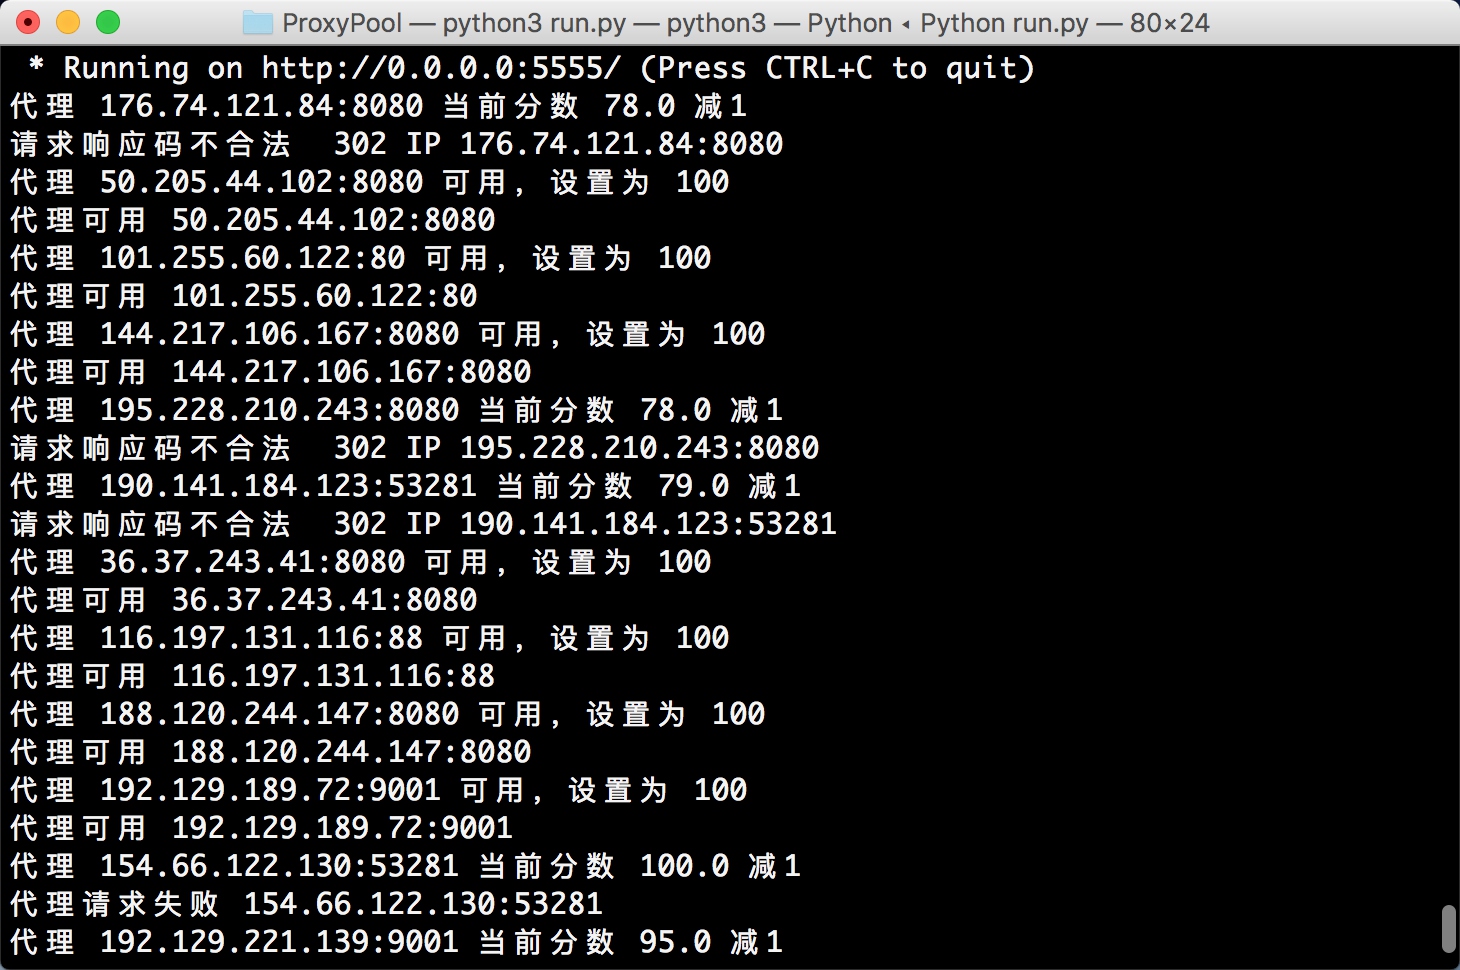 ProxyPool — python3 run.py — python3 — Python ◂ Python run.py — 80×24
* Running on http://0.0.0.0:5555/ (Press CTRL+C to quit)
代理 176.74.121.84:8080 当前分数 78.0 减1
请求响应码不合法 302 IP 176.74.121.84:8080
代理 50.205.44.102:8080 可用, 设置为 100
代理可用 50.205.44.102:8080
代理 101.255.60.122:80 可用, 设置为 100
代理可用 101.255.60.122:80
代理 144.217.106.167:8080 可用, 设置为 100
代理可用 144.217.106.167:8080
代理 195.228.210.243:8080 当前分数 78.0 减1
请求响应码不合法 302 IP 195.228.210.243:8080
代理 190.141.184.123:53281 当前分数 79.0 减1
请求响应码不合法 302 IP 190.141.184.123:53281
代理 36.37.243.41:8080 可用, 设置为 100
代理可用 36.37.243.41:8080
代理 116.197.131.116:88 可用, 设置为 100
代理可用 116.197.131.116:88
代理 188.120.244.147:8080 可用, 设置为 100
代理可用 188.120.244.147:8080
代理 192.129.189.72:9001 可用, 设置为 100
代理可用 192.129.189.72:9001
代理 154.66.122.130:53281 当前分数 100.0 减1
代理请求失败 154.66.122.130:53281
代理 192.129.221.139:9001 当前分数 95.0 减1